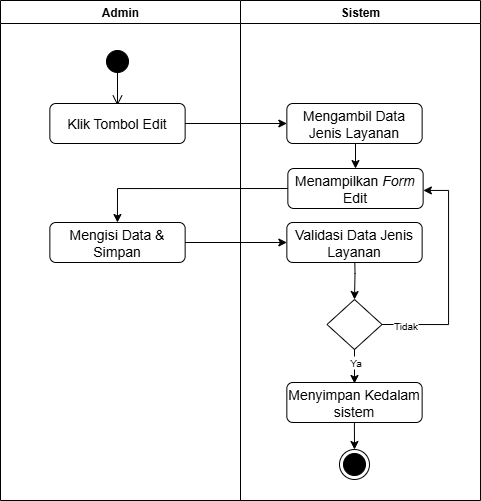 Admin
Sistem
Klik Tombol Edit
Mengambil Data
Jenis Layanan
Menampilkan Form
Edit
Mengisi Data &
Simpan
Validasi Data Jenis
Layanan
Tidak
Ya
Menyimpan Kedalam
sistem